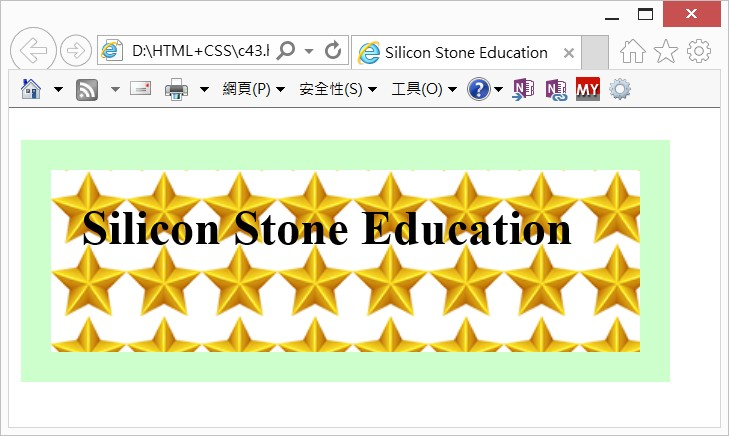 D:\HTML+CSS\c43.h
Silicon Stone Education
網頁(P) 安全性(S) 工具(O) ? N N MY
Silicon Stone Education